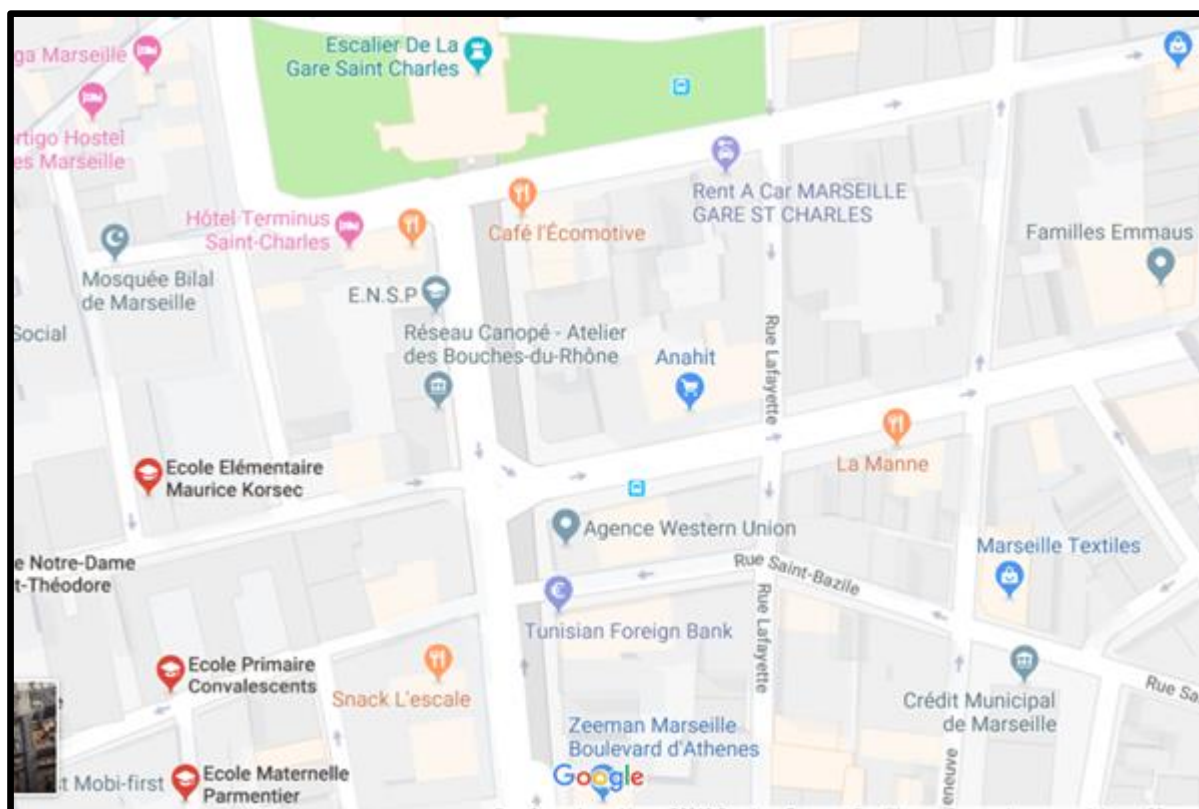 ga Marseille
Escalier De La
Gare Saint Charles
rtigo Hostel
es Marseille
Rent A Car MARSEILLE
GARE ST CHARLES
Hôtel Terminus
Saint-Charles
Café l'Écomotive
Familles Emmaus
Mosquée Bilal
de Marseille
E.N.S.P
Social
Réseau Canopé - Atelier
des Bouches-du-Rhône
Anahit
Rue Lafayette
La Manne
Ecole Elémentaire
Maurice Korsec
Agence Western Union
Marseille Textiles
e Notre-Dame
t-Théodore
Rue Saint-Bazile
Rue Lafayette
Tunisian Foreign Bank
Ecole Primaire
Convalescents
Snack L'escale
Crédit Municipal
de Marseille
Rue Sa
Zeeman Marseille
Boulevard d'Athenes
Google
t Mobi-first
Ecole Maternelle
Parmentier
eneuve